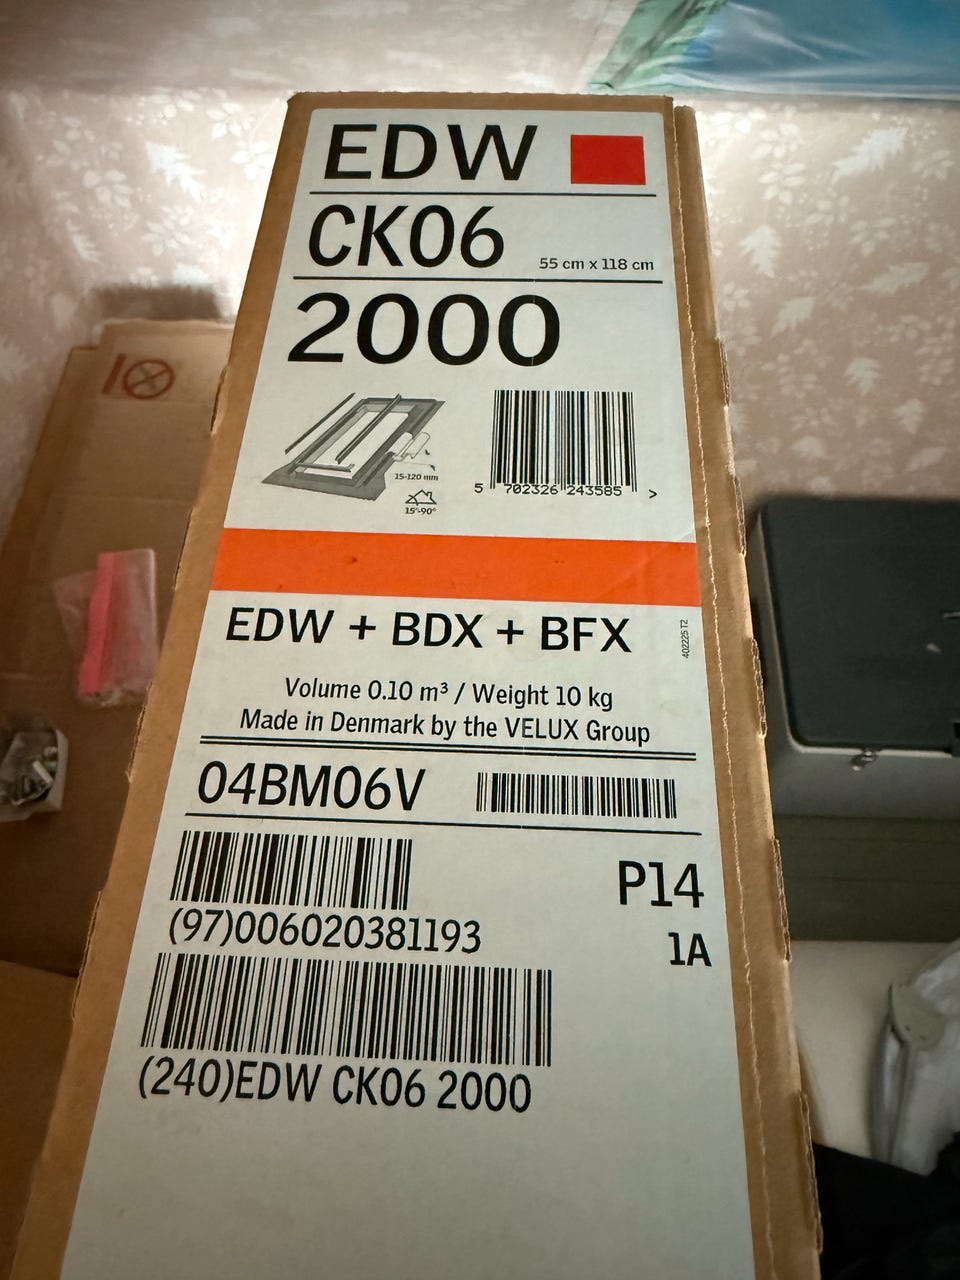 EDW
CK06 55 cm x 118 cm
2000
15-120 mm
15°-90°
5 702326 243585 >
EDW + BDX + BFX
402225 T2
Volume 0.10 m³ / Weight 10 kg
Made in Denmark by the VELUX Group
04BM06V
P14
(97)006020381193
1A
(240)EDW CK06 2000